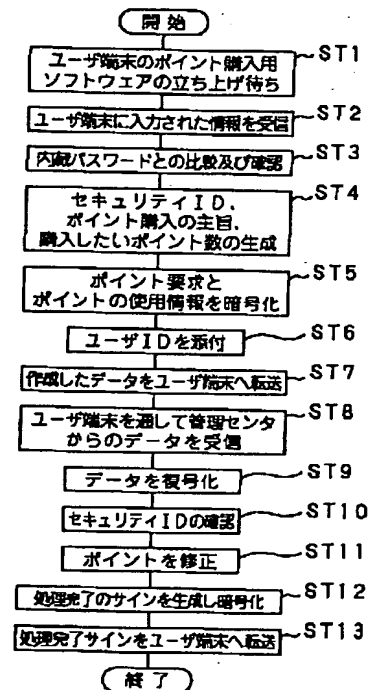 開始
ユーザ端末のポイント購入用
ソフトウェアの立ち上げ待ち
ST1
ユーザ端末に入力された情報を受信
ST2
内蔵パスワードとの比較及び確認
ST3
セキュリティID,
ポイント購入の主旨,
購入したいポイント数の生成
ST4
ポイント要求と
ポイントの使用情報を暗号化
ST5
ユーザIDを添付
ST6
作成したデータをユーザ端末へ転送
ST7
ユーザ端末を通して管理センタ
からのデータを受信
ST8
データを復号化
ST9
セキュリティIDの確認
ST10
ポイントを修正
ST11
処理完了のサインを生成し暗号化
ST12
処理完了サインをユーザ端末へ転送
ST13
終了